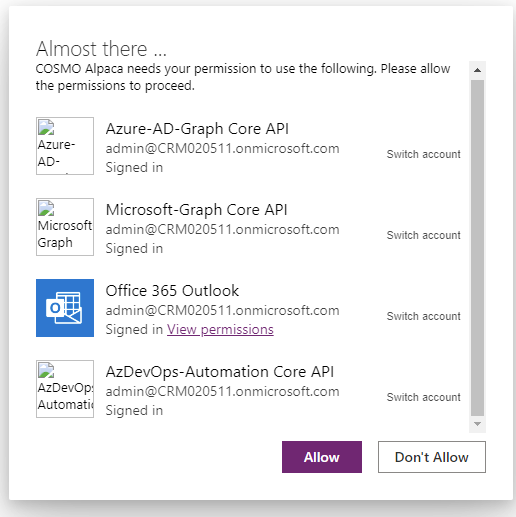 Almost there ...
COSMO Alpaca needs your permission to use the following. Please allow
the permissions to proceed.
Azure-
AD-
Azure-AD-Graph Core API
admin@CRM020511.onmicrosoft.com
Signed in
Switch account
Microsoft-
Graph
Microsoft-Graph Core API
admin@CRM020511.onmicrosoft.com
Signed in
Switch account
Office 365 Outlook
admin@CRM020511.onmicrosoft.com
Signed in View permissions
Switch account
AzDevOps-
Automation
AzDevOps-Automation Core API
admin@CRM020511.onmicrosoft.com
Signed in
Switch account
Allow
Don't Allow